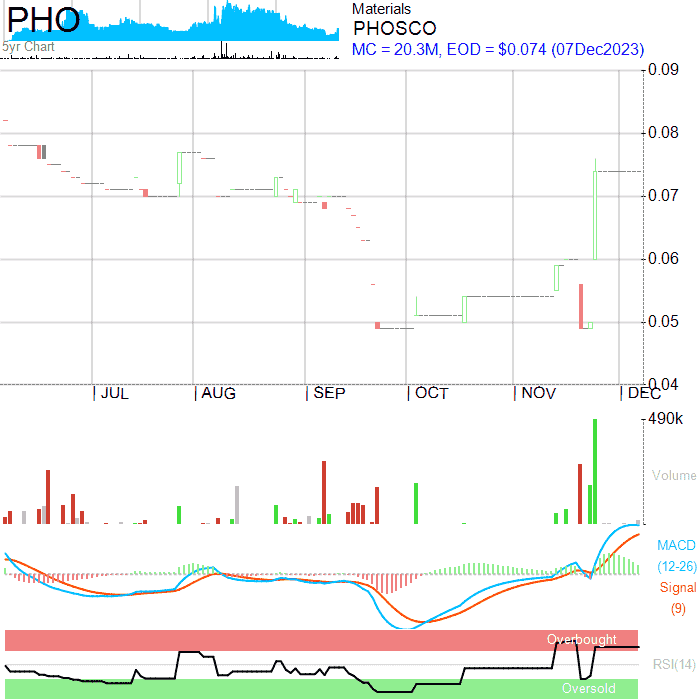 PHO
5yr Chart
Materials
PHOSCO
MC = 20.3M, EOD = $0.074 (07Dec2023)
0.09
0.08
0.07
0.06
0.05
0.04
JUL AUG SEP OCT NOV DEC
490k
Volume
MACD
(12-26)
Signal
(9)
Overbought
RSI(14)
Oversold